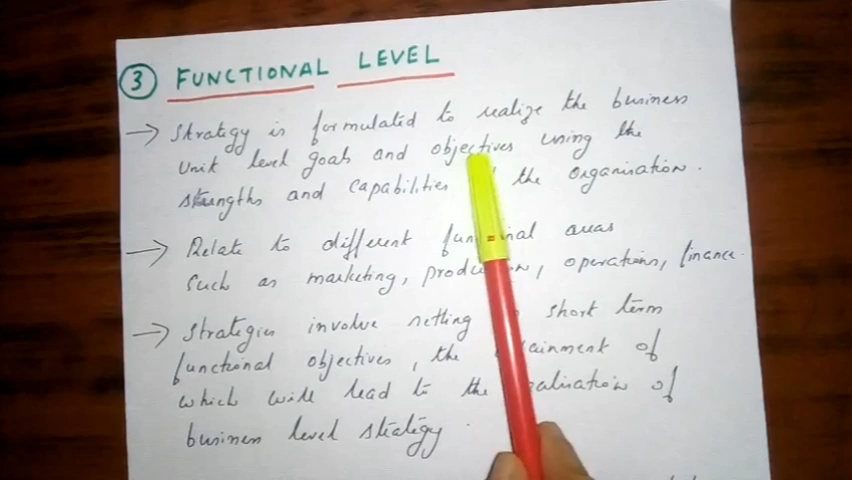 3 FUNCTIONAL LEVEL
→ Strategy is formulated to realize the business
unit level goals and objectives using the
strengths and capabilities the organisation.
→ Relate to different areas
such as marketing, operations, finance.
→ Strategies involve setting short term
functional objectives, the of
which will lead to the of
business level strategy.